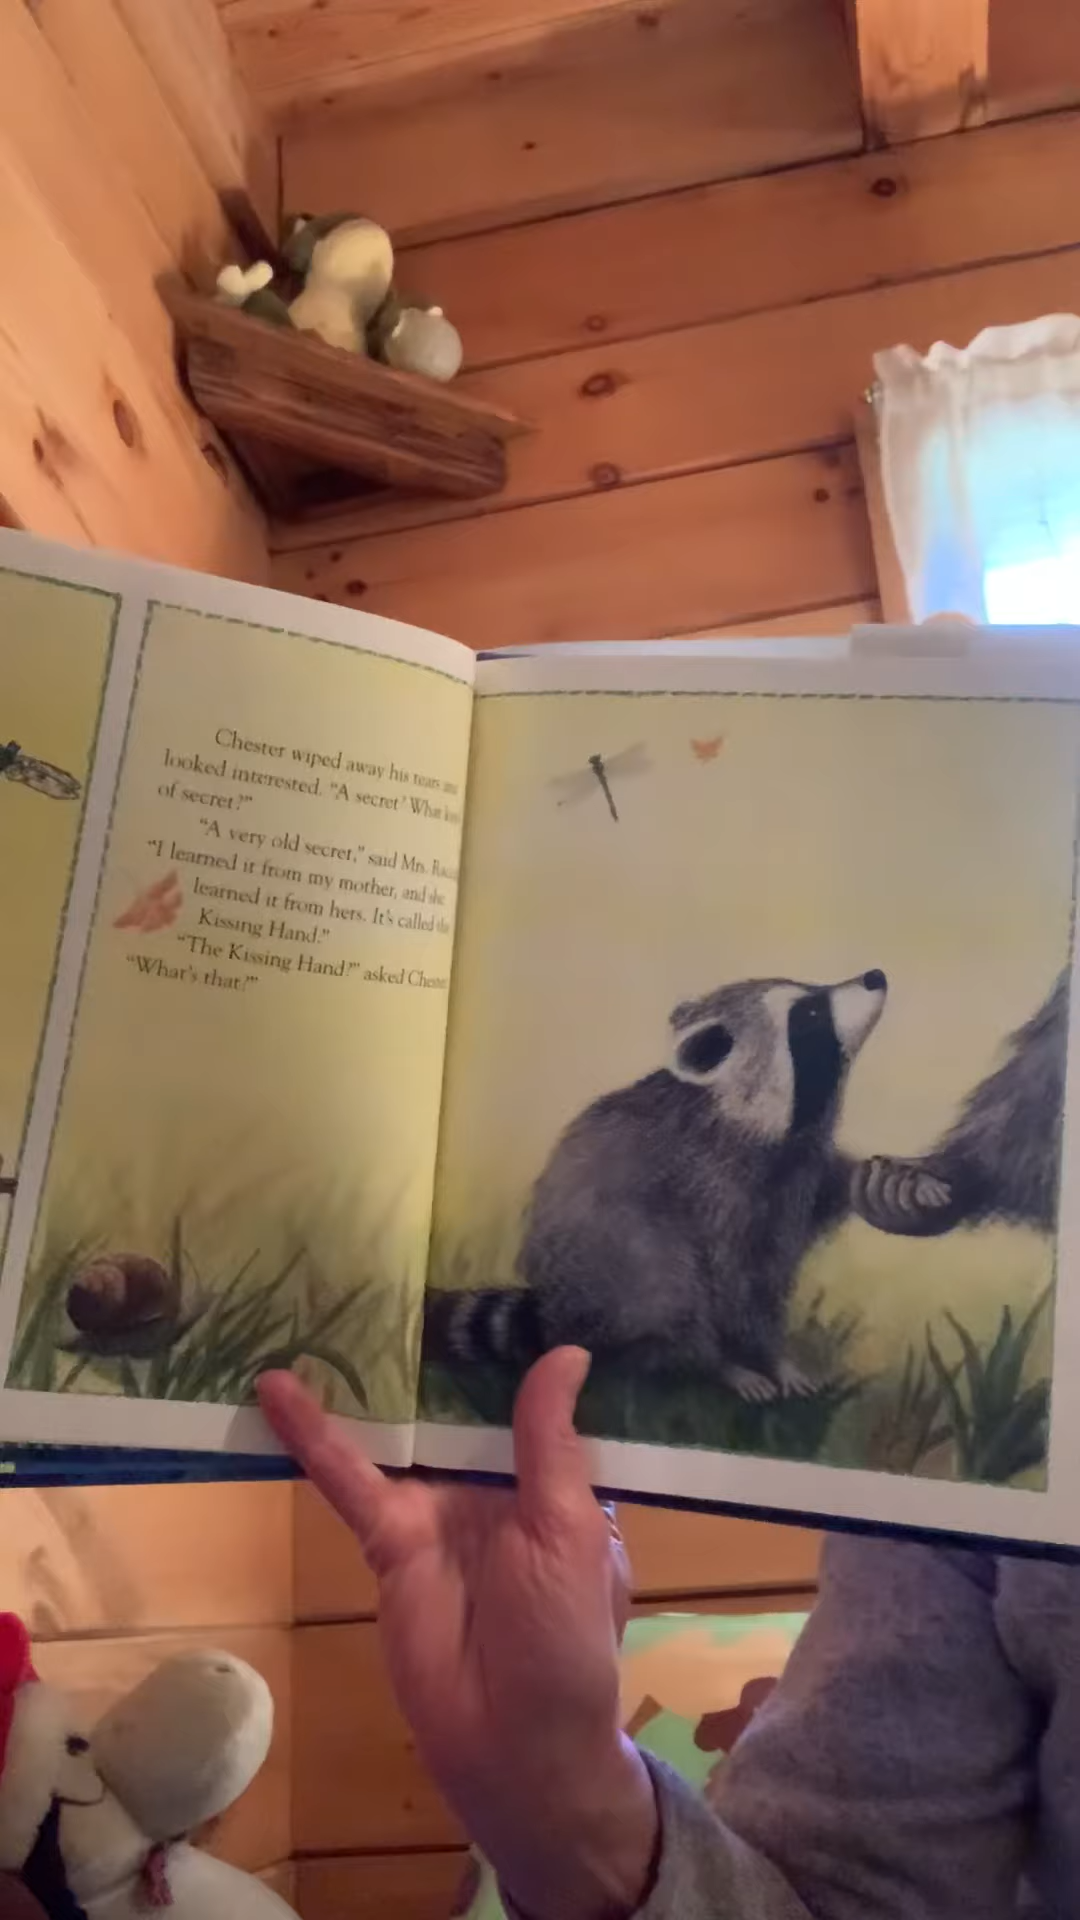 Chester wiped away his tears and
looked interested. "A secret? What kind
of secret?"
"A very old secret," said Mrs.
"I learned it from my mother, and she
learned it from hers. It's called the
Kissing Hand."
"The Kissing Hand?" asked Chester.
"What's that?"